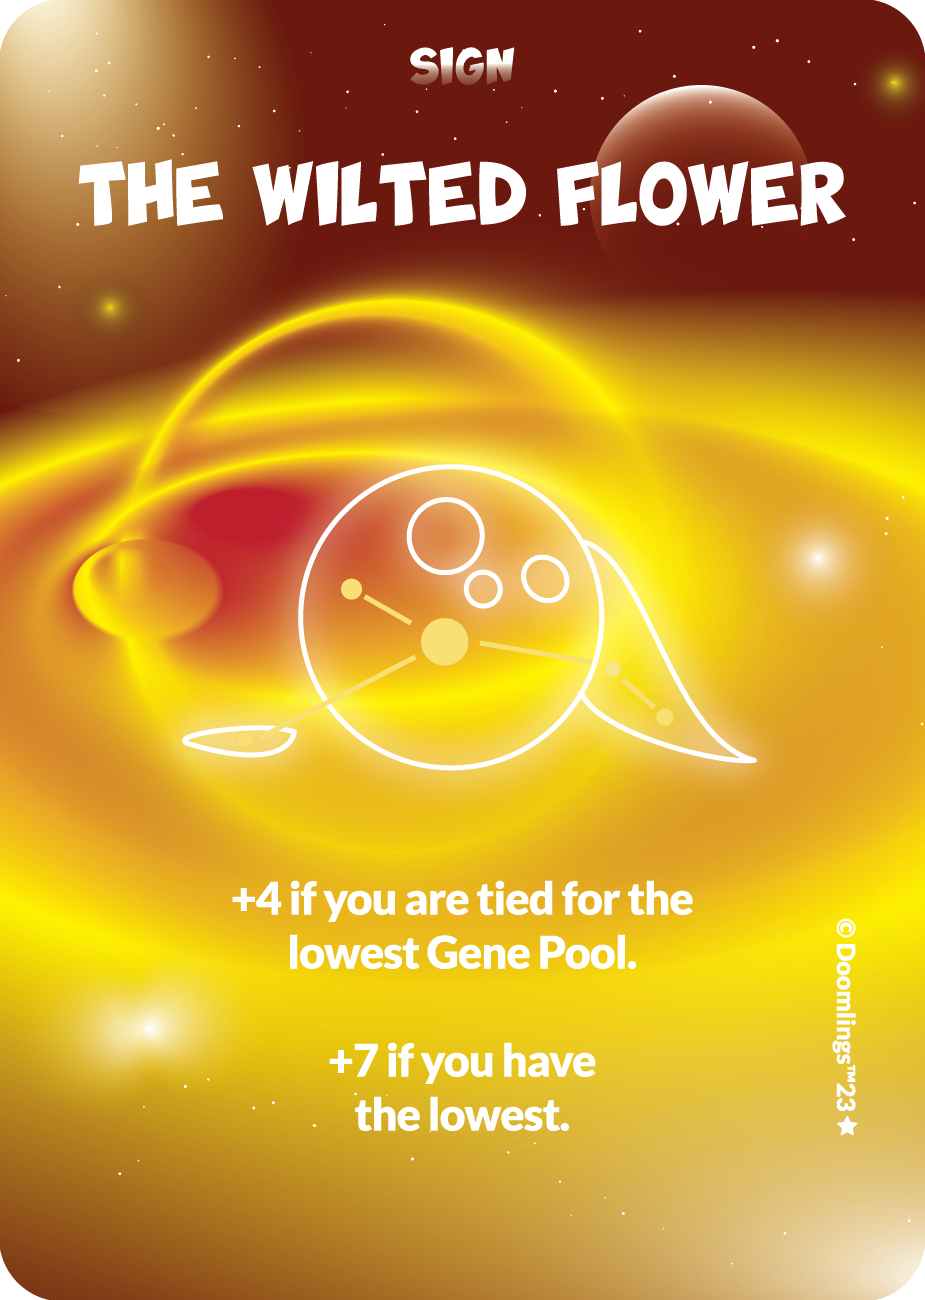 SIGN
THE WILTED FLOWER
+4 if you are tied for the
lowest Gene Pool.
+7 if you have
the lowest.
© Doomlings™23 ★